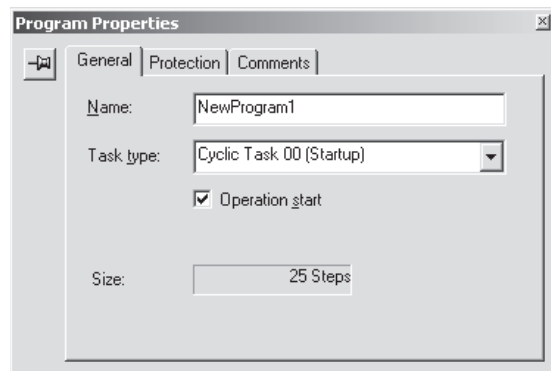 Program Properties
General Protection Comments
Name: NewProgram1
Task type: Cyclic Task 00 (Startup)
Operation start
Size: 25 Steps